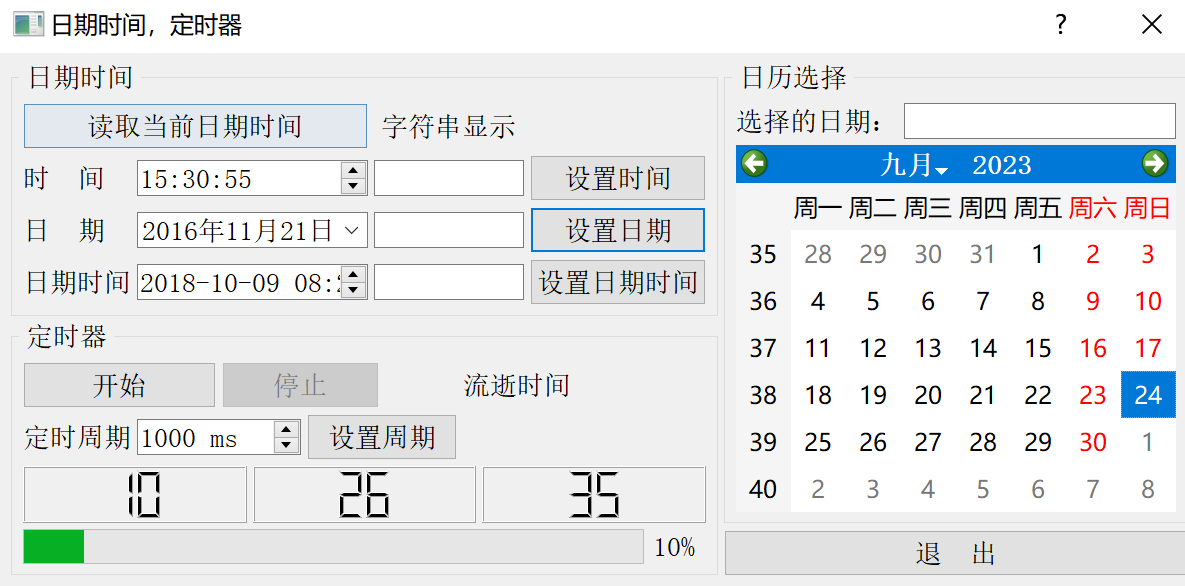 日期时间，定时器
?
日期时间
读取当前日期时间 字符串显示
时 间 15:30:55 设置时间
日 期 2016年11月21日 设置日期
日期时间 2018-10-09 08: 设置日期时间
定时器
开始 停止 流逝时间
定时周期 1000 ms 设置周期
10 26 35
10%
日历选择
选择的日期：
九月 2023
周一 周二 周三 周四 周五 周六 周日
35 28 29 30 31 1 2 3
36 4 5 6 7 8 9 10
37 11 12 13 14 15 16 17
38 18 19 20 21 22 23 24
39 25 26 27 28 29 30 1
40 2 3 4 5 6 7 8
退 出